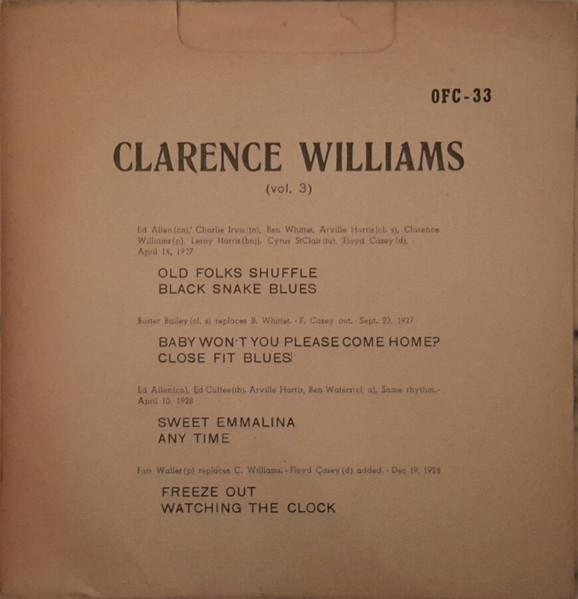 OFC-33
CLARENCE WILLIAMS
(vol. 3)
Ed Allen (cn), Charlie Irvis (tn), Ben Whittet, Arville Harris (cl. s), Clarence
Williams (p), Leroy Harris (bnj), Cyrus StClair (tu), Floyd Casey (d). -
April 14, 1927
OLD FOLKS SHUFFLE
BLACK SNAKE BLUES
Buster Bailey (cl. s) replaces B. Whittet. - F. Casey out. - Sept. 23, 1927
BABY WON'T YOU PLEASE COME HOME?
CLOSE FIT BLUES
Ed Allen (cn), Ed Cuffee (tb), Arville Harris, Ben Waters (cl. s), Same rhythm. -
April 10, 1928
SWEET EMMALINA
ANY TIME
Fats Waller (p) replaces C. Williams. - Floyd Casey (d) added. - Dec. 19, 1928
FREEZE OUT
WATCHING THE CLOCK